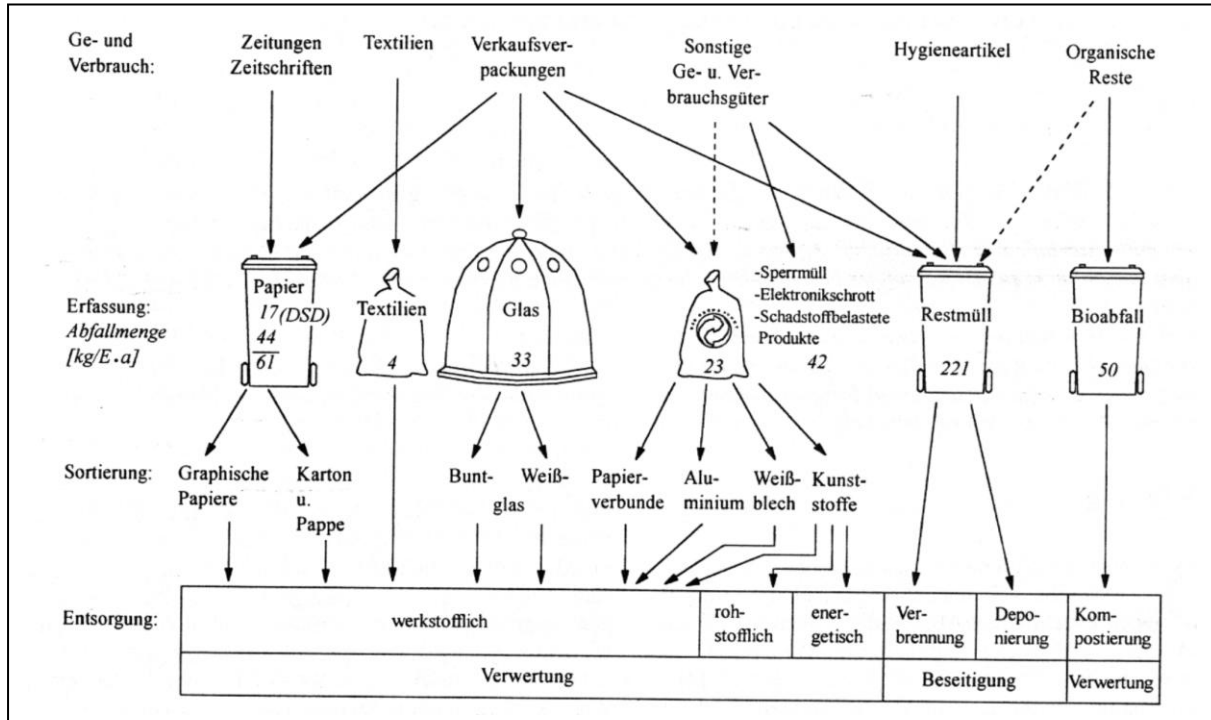 Ge- und
Verbrauch:
Zeitungen
Zeitschriften
Textilien
Verkaufsver-
packungen
Sonstige
Ge- u. Ver-
brauchsgüter
Hygieneartikel
Organische
Reste
Erfassung:
Abfallmenge
[kg/E.a]
Papier
17 (DSD)
44
61
Textilien
4
Glas
33
23
-Sperrmüll
-Elektronikschrott
-Schadstoffbelastete
Produkte
42
Restmüll
221
Bioabfall
50
Sortierung:
Graphische
Papiere
Karton
u.
Pappe
Bunt- Weiß-
glas
Papier-
verbunde
Alu-
minium
Weiß-
blech
Kunst-
stoffe
Entsorgung:
werkstofflich
roh-
stofflich
ener-
getisch
Ver-
brennung
Depo-
nierung
Kom-
postierung
Verwertung
Beseitigung
Verwertung